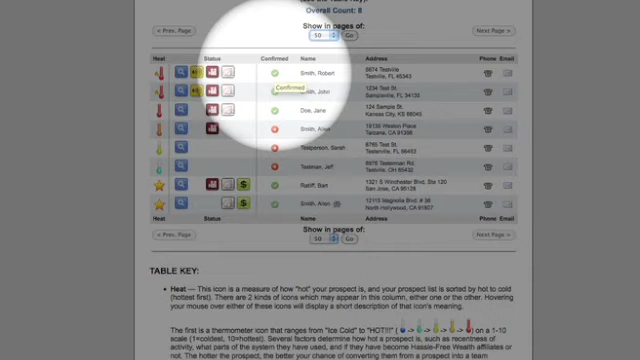 Overall Count: 8
Show in pages of:
< Prev. Page
50
Go
Next Page >
Heat Status Confirmed Name Address Phone Email
Smith, Robert
5674 Testville
Testville, FL 45343
Confirmed
Smith, John
1234 Test St.
Sampleville, FL 34135
Doe, Jane
124 Sample St.
Kansas City, KS 66045
Smith, Allen
Tarzana, CA 91356
Testperson, Sarah
6765 Test St.
Testville, FL 66453
Testman, Jeff
Testville, OH 85432
$
Ratliff, Bart
1321 S Winchester Blvd, Ste 120
San Jose, CA 95128
$
Smith, Allen
12115 Magnolia Blvd. # 38
North Hollywood, CA 91607
Heat Status Confirmed Name Address Phone Email
< Prev. Page
Show in pages of:
50
Go
Next Page >
TABLE KEY:
• Heat — This icon is a measure of how "hot" your prospect is, and your prospect list is sorted by hot to cold
(hottest first). There are 2 kinds of icons which may appear in this column, either one or the other. Hovering
your mouse over either of these icons will display a short description of that icon's meaning.
The first is a thermometer icon that ranges from "Ice Cold" to "HOT!!!" ( - - - - ) on a 1-10
scale (1=coldest, 10=hottest). Several factors determine how hot a prospect is, such as recentness of
activity, what parts of the system they have used, and if they have become Hassle-Free Wealth affiliates or
not. The hotter the prospect, the better your chance of converting them from a prospect into a team